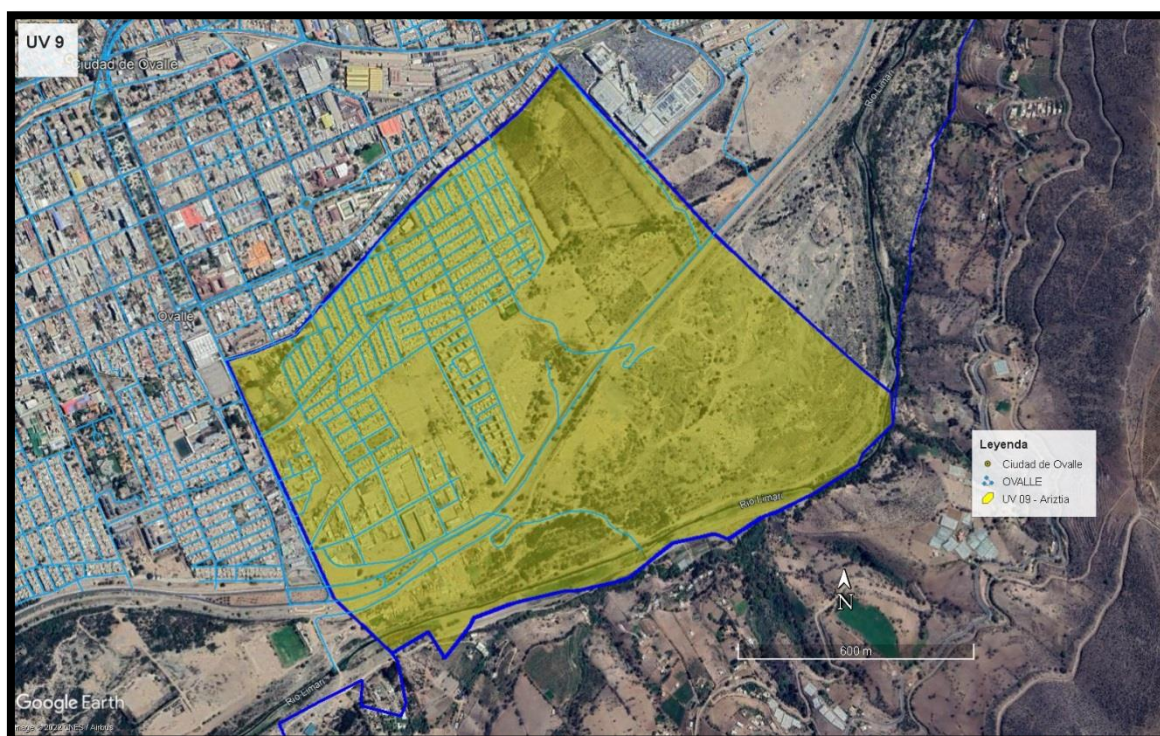 UV 9
Ciudad de Ovalle
Río Limarí
Ovalle
Leyenda
Ciudad de Ovalle
OVALLE
UV 09 - Ariztia
Río Limarí
N
600 m
Río Limarí
Google Earth